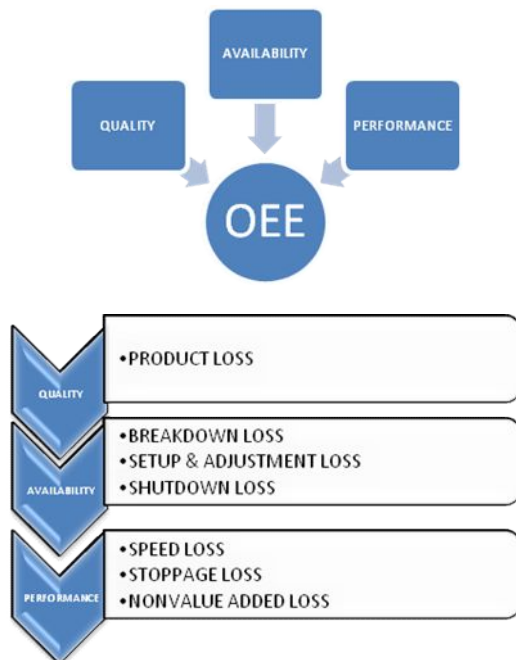 AVAILABILITY
QUALITY
PERFORMANCE
OEE
QUALITY
•PRODUCT LOSS
AVAILABILITY
•BREAKDOWN LOSS
•SETUP & ADJUSTMENT LOSS
•SHUTDOWN LOSS
PERFORMANCE
•SPEED LOSS
•STOPPAGE LOSS
•NONVALUE ADDED LOSS